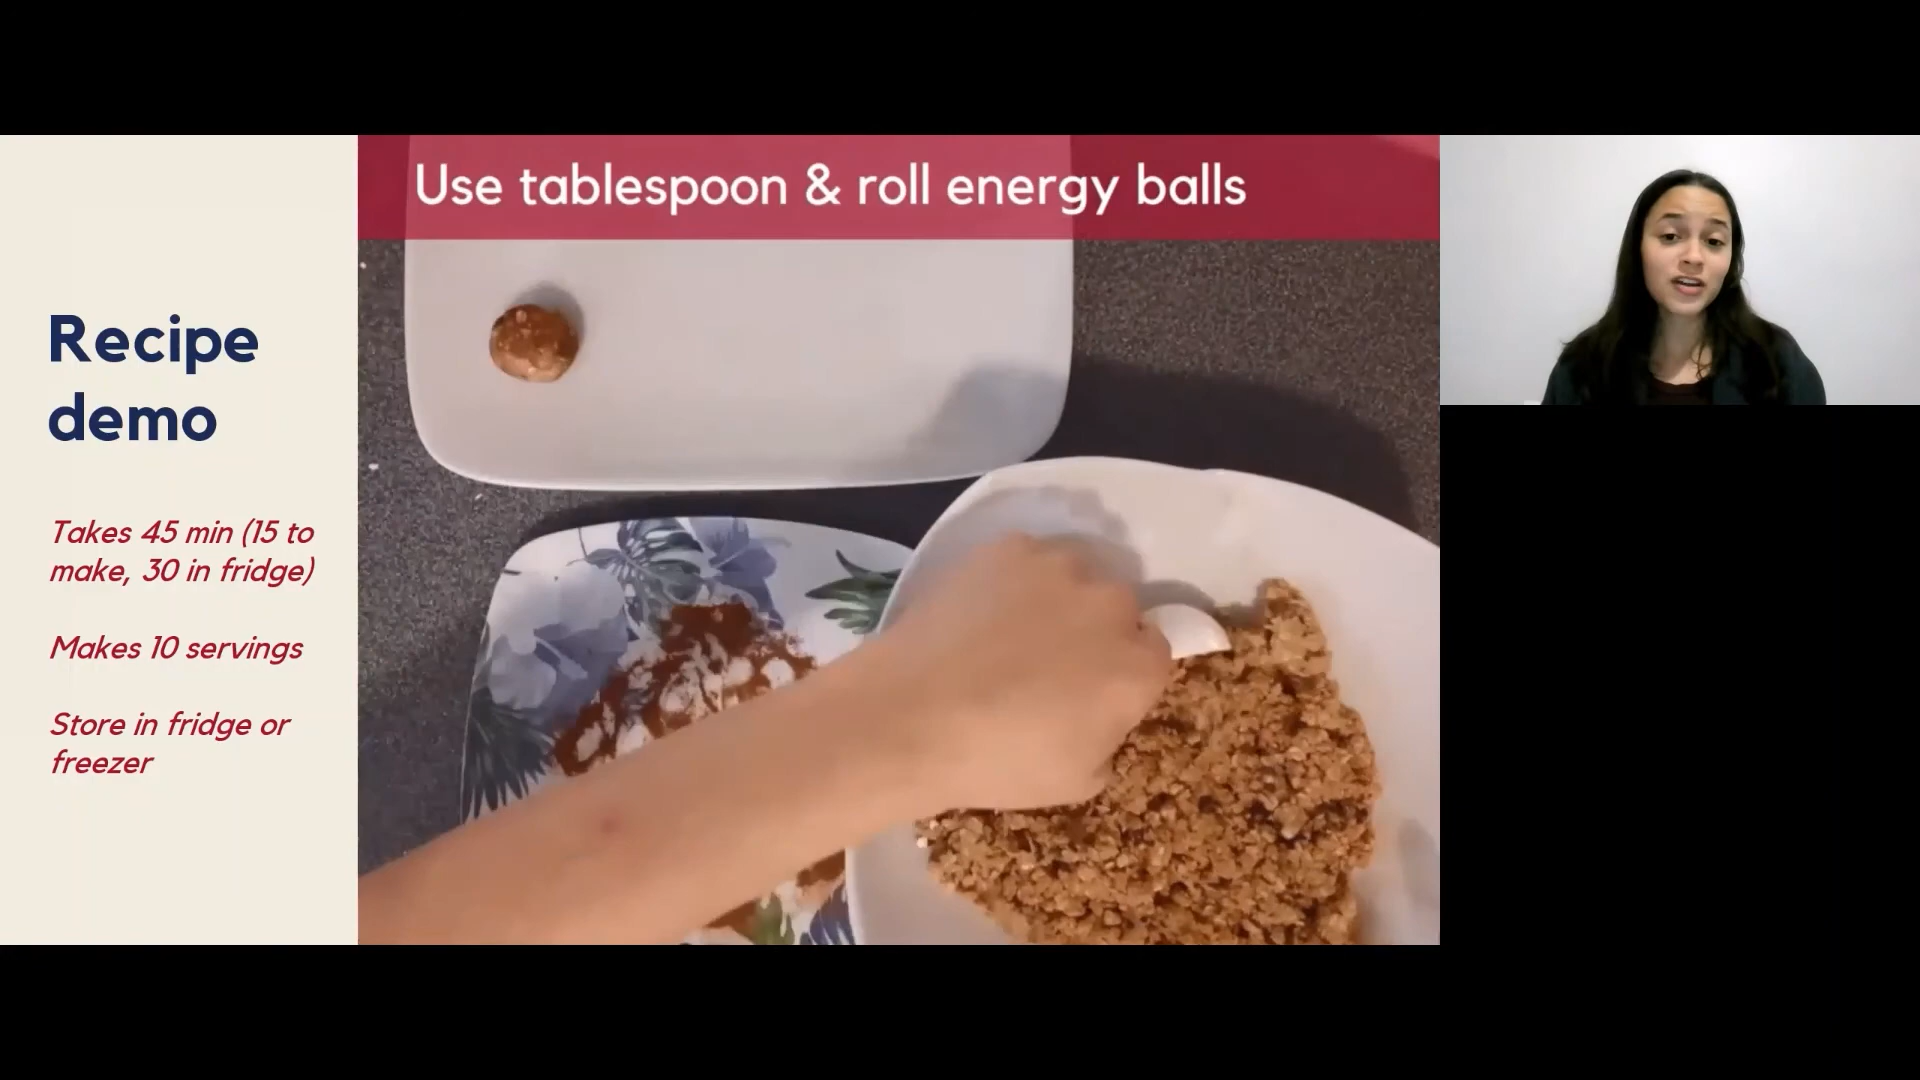 Use tablespoon & roll energy balls
Recipe
demo
Takes 45 min (15 to
make, 30 in fridge)
Makes 10 servings
Store in fridge or
freezer